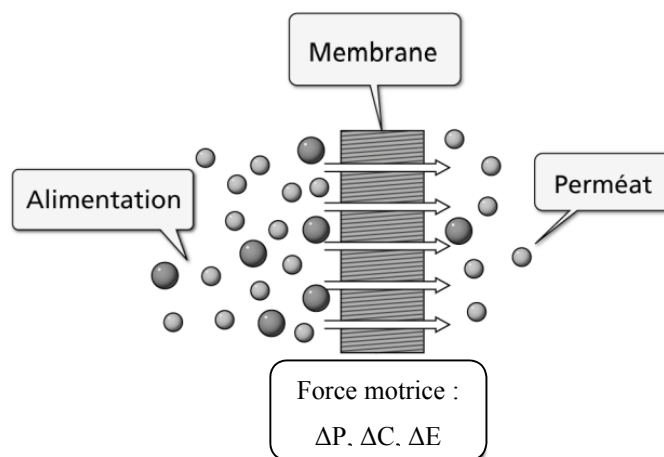 Membrane
Alimentation
Perméat
Force motrice :
ΔP, ΔC, ΔE